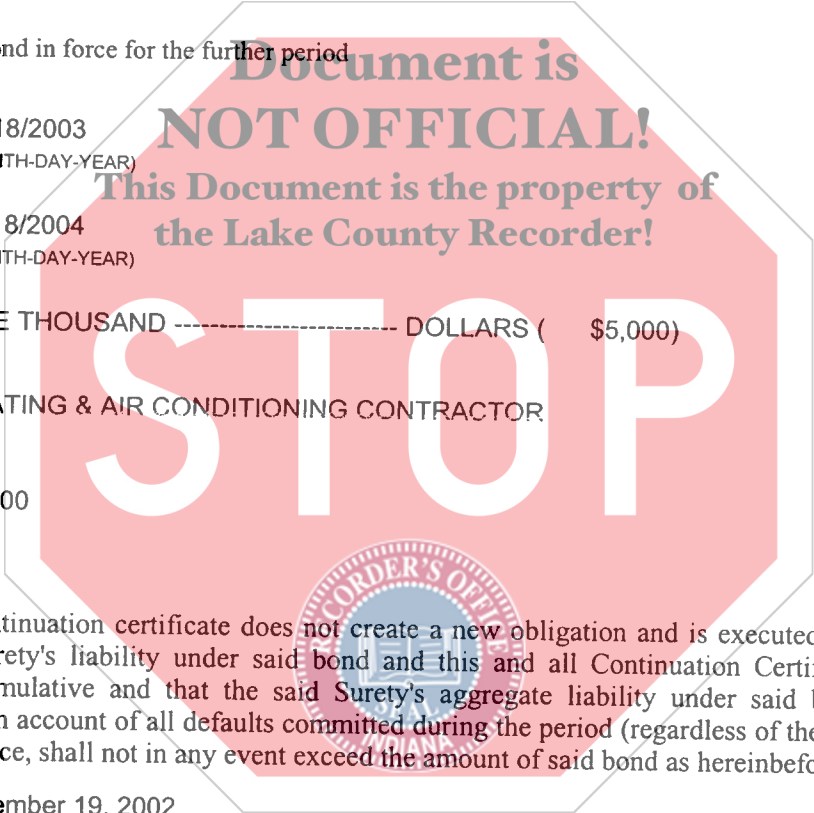 nd in force for the further period
Document is
NOT OFFICIAL!
18/2003
TH-DAY-YEAR)
This Document is the property of
8/2004
the Lake County Recorder!
TH-DAY-YEAR)
E THOUSAND -------------------------- DOLLARS ( $5,000)
STOP
ATING & AIR CONDITIONING CONTRACTOR
00
RECORDER'S OFFICE
tinuation certificate does not create a new obligation and is executed
rety's liability under said bond and this and all Continuation Certi
mulative and that the said Surety's aggregate liability under said b
SEAL
n account of all defaults committed during the period (regardless of the
INDIANA
ce, shall not in any event exceed the amount of said bond as hereinbefo
ember 19, 2002